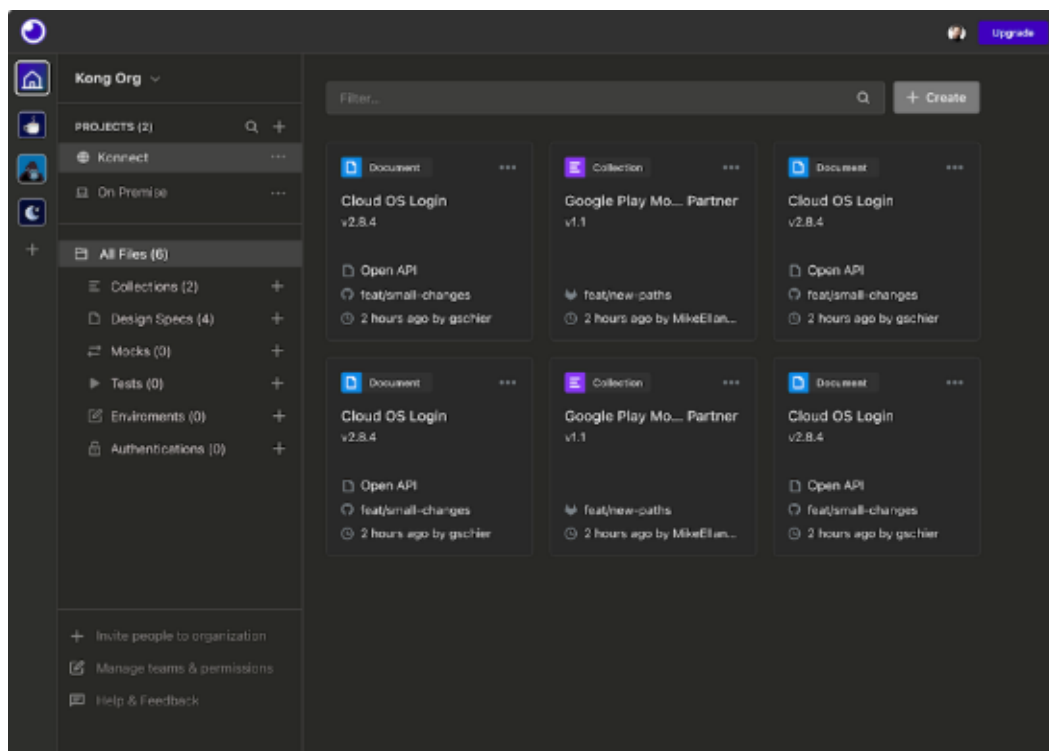 Upgrade
Kong Org
PROJECTS (2)
Konnect
On Premise
All Files (6)
Collections (2)
Design Specs (4)
Mocks (0)
Tests (0)
Enviroments (0)
Authentications (0)
Invite people to organization
Manage teams & permissions
Help & Feedback
Filter...
Create
Document
Cloud OS Login
v2.8.4
Open API
feat/small-changes
2 hours ago by gschier
Collection
Google Play Mo... Partner
v1.1
feat/new-paths
2 hours ago by MikeEllan...
Document
Cloud OS Login
v2.8.4
Open API
feat/small-changes
2 hours ago by gschier
Document
Cloud OS Login
v2.8.4
Open API
feat/small-changes
2 hours ago by gschier
Collection
Google Play Mo... Partner
v1.1
feat/new-paths
2 hours ago by MikeEllan...
Document
Cloud OS Login
v2.8.4
Open API
feat/small-changes
2 hours ago by gschier